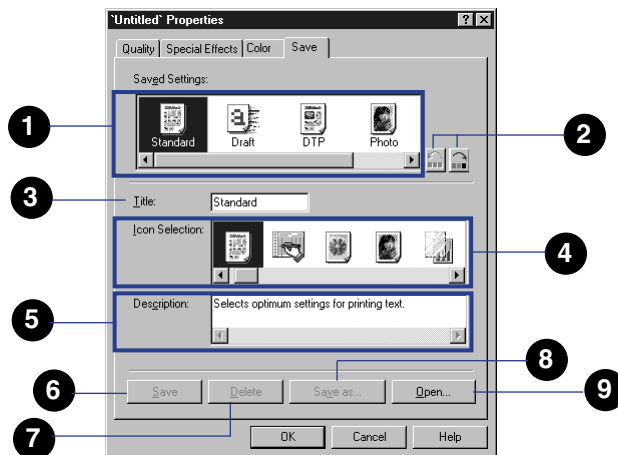 `Untitled` Properties
Quality Special Effects Color Save
Saved Settings:
Standard Draft DTP Photo
1
2
3
Title: Standard
Icon Selection:
4
Description: Selects optimum settings for printing text.
5
8
6
Save Delete Save as... Open...
9
7
OK Cancel Help